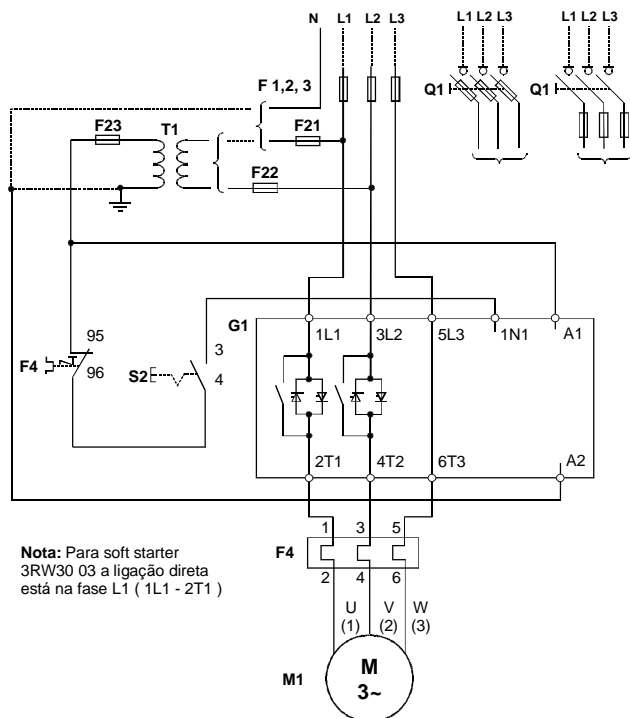 N L1 L2 L3
L1 L2 L3
L1 L2 L3
F 1,2,3
Q1
Q1
F23
T1
F21
F22
G1
1L1 3L2 5L3 1N1 A1
95
F4
96
S2
3
4
2T1 4T2 6T3 A2
1 3 5
F4
2 4 6
Nota: Para soft starter
3RW30 03 a ligação direta
está na fase L1 ( 1L1 - 2T1 )
U V W
(1) (2) (3)
M1
M
3~